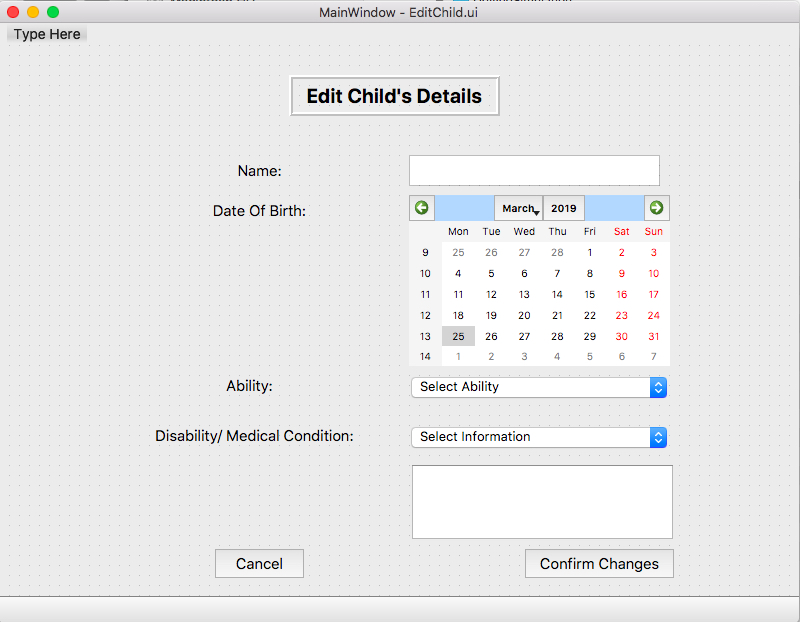 MainWindow - EditChild.ui
Type Here
Edit Child's Details
Name:
Date Of Birth:
March 2019
Mon Tue Wed Thu Fri Sat Sun
9 25 26 27 28 1 2 3
10 4 5 6 7 8 9 10
11 11 12 13 14 15 16 17
12 18 19 20 21 22 23 24
13 25 26 27 28 29 30 31
14 1 2 3 4 5 6 7
Ability: Select Ability
Disability/ Medical Condition: Select Information
Cancel Confirm Changes